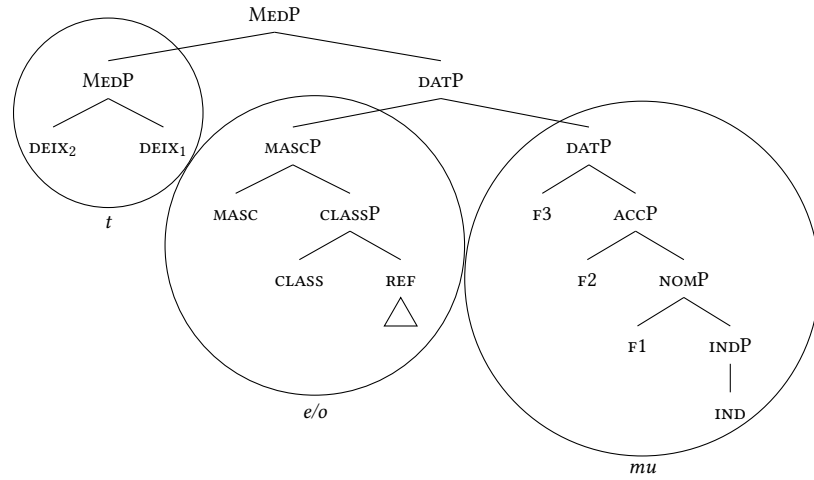 MEDP
MEDP DATP
DEIX₂ DEIX₁ MASCP DATP
t MASC CLASSP F3 ACCP
CLASS REF F2 NOMP
F1 INDP
e/o IND
mu